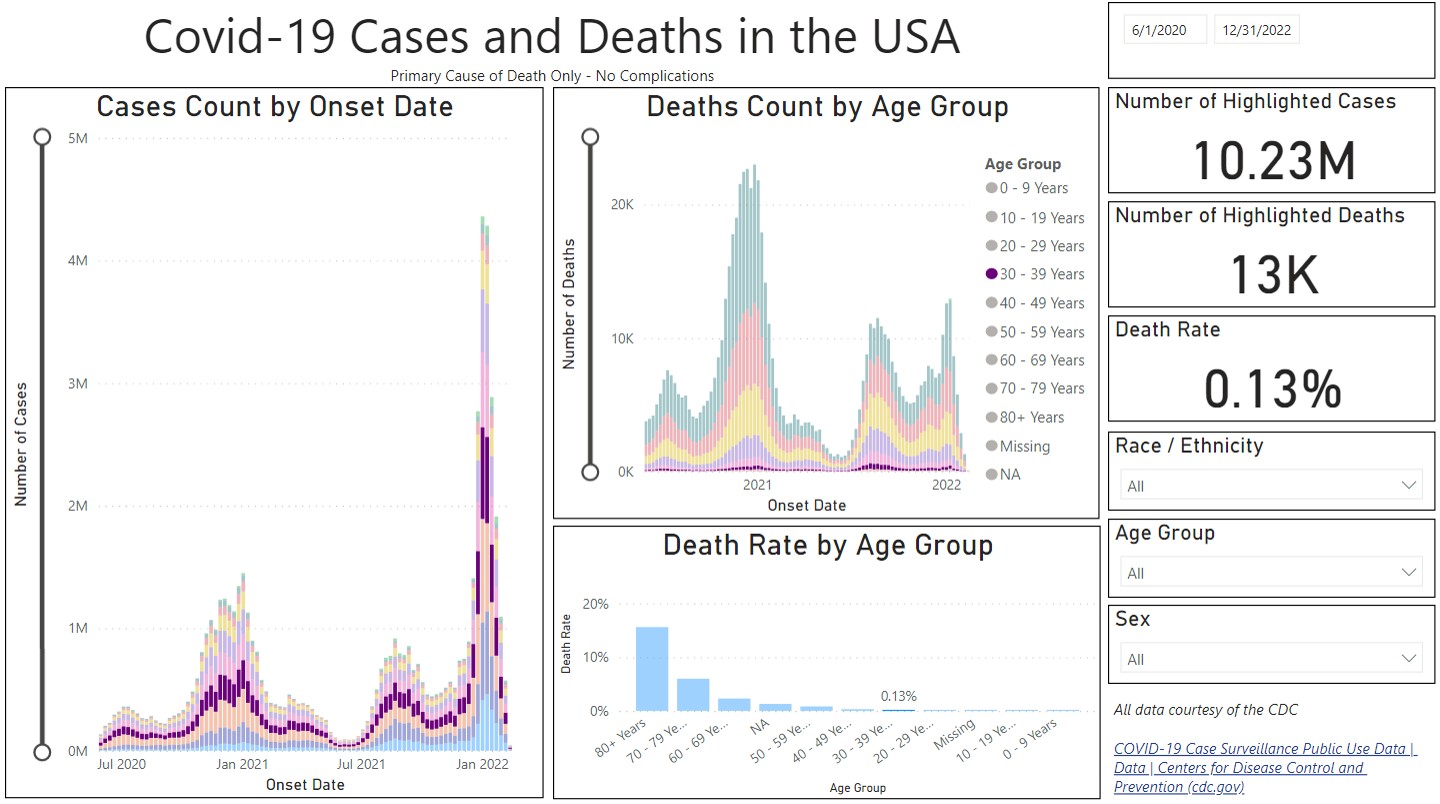 Covid-19 Cases and Deaths in the USA
Primary Cause of Death Only - No Complications
6/1/2020 12/31/2022
Cases Count by Onset Date
5M
4M
3M
2M
1M
0M
Number of Cases
Jul 2020 Jan 2021 Jul 2021 Jan 2022
Onset Date
Deaths Count by Age Group
20K
10K
0K
Number of Deaths
2021 2022
Onset Date
Age Group
0 - 9 Years
10 - 19 Years
20 - 29 Years
30 - 39 Years
40 - 49 Years
50 - 59 Years
60 - 69 Years
70 - 79 Years
80+ Years
Missing
NA
Death Rate by Age Group
20%
10%
0%
Death Rate
0.13%
80+ Years
70 - 79 Ye...
60 - 69 Ye...
NA
50 - 59 Ye...
40 - 49 Ye...
30 - 39 Ye...
20 - 29 Ye...
Missing
10 - 19 Ye...
0 - 9 Years
Age Group
Number of Highlighted Cases
10.23M
Number of Highlighted Deaths
13K
Death Rate
0.13%
Race / Ethnicity
All
Age Group
All
Sex
All
All data courtesy of the CDC
COVID-19 Case Surveillance Public Use Data |
Data | Centers for Disease Control and
Prevention (cdc.gov)